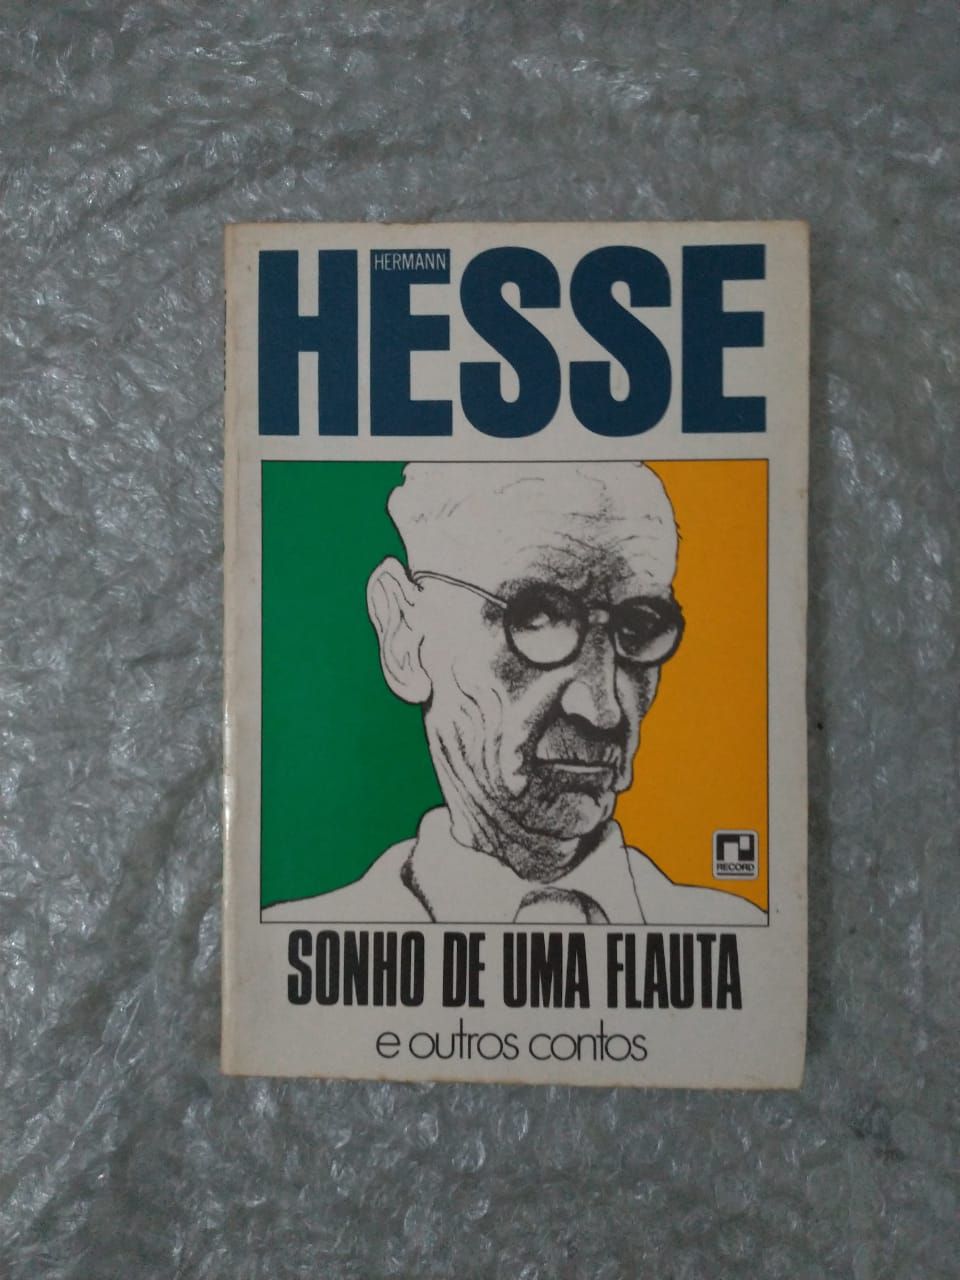 HERMANN
HESSE
RECORD
SONHO DE UMA FLAUTA
e outros contos